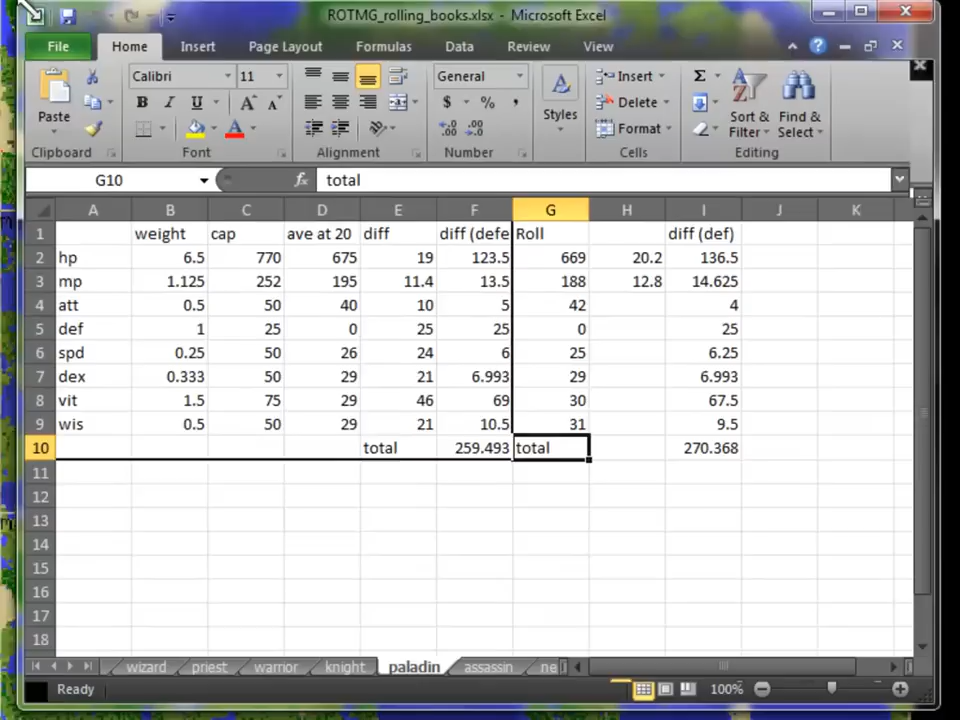 ROTMG_rolling_books.xlsx - Microsoft Excel
File Home Insert Page Layout Formulas Data Review View
Calibri 11 General Σ Insert
Paste B I U A A $ % , Styles Delete Sort & Filter Find & Select
A .00 .00 Format
Clipboard Font Alignment Number Cells Editing
G10 fx total
A B C D E F G H I J K
1 weight cap ave at 20 diff diff (defe Roll diff (def)
2 hp 6.5 770 675 19 123.5 669 20.2 136.5
3 mp 1.125 252 195 11.4 13.5 188 12.8 14.625
4 att 0.5 50 40 10 5 42 4
5 def 1 25 0 25 25 0 25
6 spd 0.25 50 26 24 6 25 6.25
7 dex 0.333 50 29 21 6.993 29 6.993
8 vit 1.5 75 29 46 69 30 67.5
9 wis 0.5 50 29 21 10.5 31 9.5
10 total 259.493 total 270.368
11
12
13
14
15
16
17
18
wizard priest warrior knight paladin assassin ne
Ready 100%